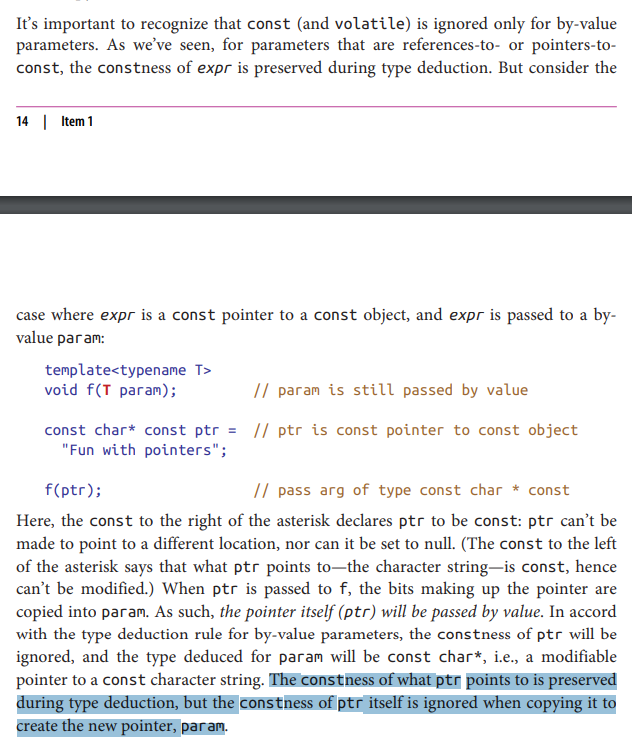 It's important to recognize that const (and volatile) is ignored only for by-value
parameters. As we've seen, for parameters that are references-to- or pointers-to-
const, the constness of expr is preserved during type deduction. But consider the
14 | Item 1
case where expr is a const pointer to a const object, and expr is passed to a by-
value param:
template<typename T>
void f(T param); // param is still passed by value
const char* const ptr = // ptr is const pointer to const object
"Fun with pointers";
f(ptr); // pass arg of type const char * const
Here, the const to the right of the asterisk declares ptr to be const: ptr can't be
made to point to a different location, nor can it be set to null. (The const to the left
of the asterisk says that what ptr points to—the character string—is const, hence
can't be modified.) When ptr is passed to f, the bits making up the pointer are
copied into param. As such, the pointer itself (ptr) will be passed by value. In accord
with the type deduction rule for by-value parameters, the constness of ptr will be
ignored, and the type deduced for param will be const char*, i.e., a modifiable
pointer to a const character string. The constness of what ptr points to is preserved
during type deduction, but the constness of ptr itself is ignored when copying it to
create the new pointer, param.